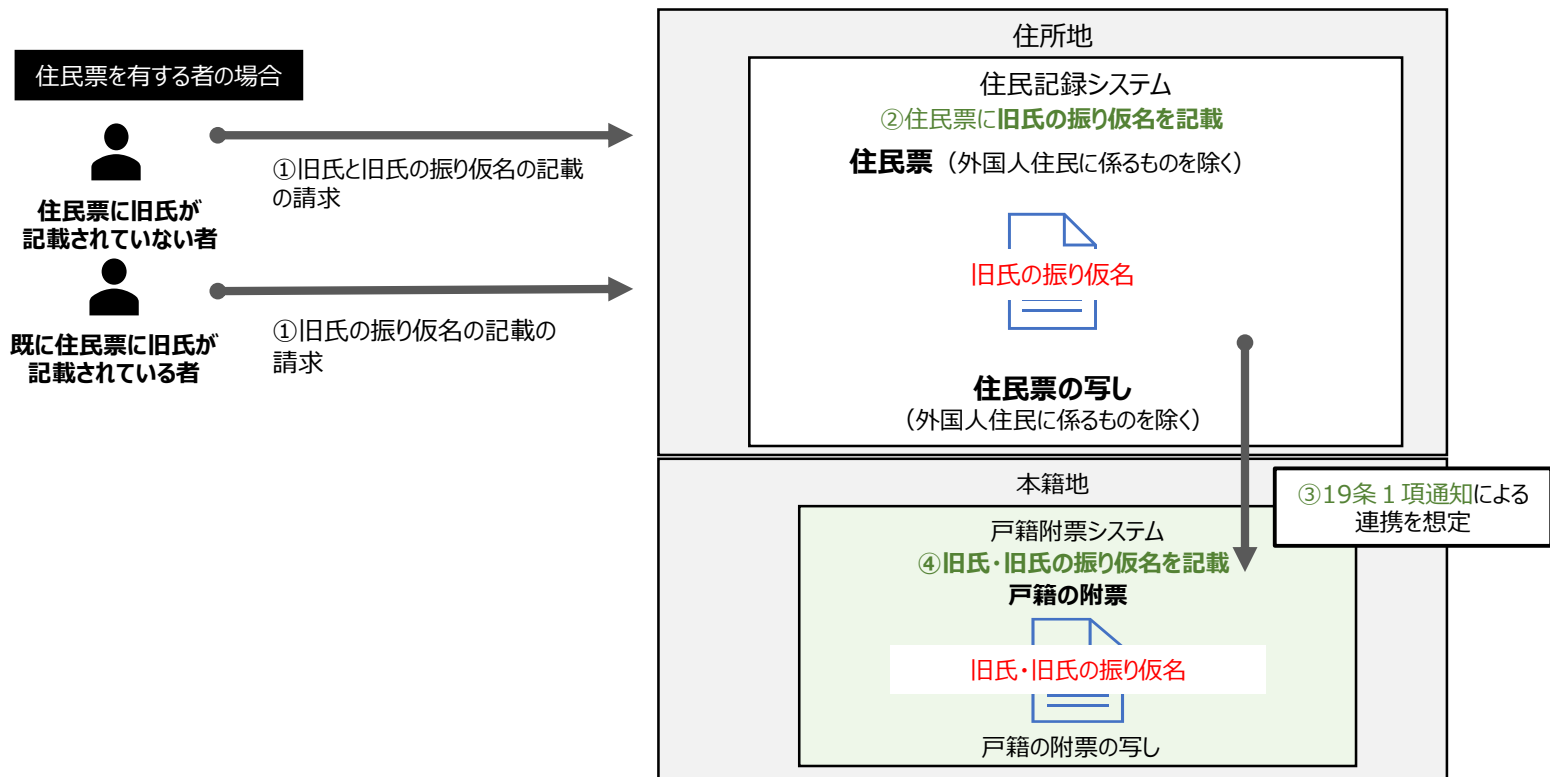 住民票を有する者の場合
住民票に旧氏が
記載されていない者
①旧氏と旧氏の振り仮名の記載
の請求
既に住民票に旧氏が
記載されている者
①旧氏の振り仮名の記載の
請求
住所地
住民記録システム
②住民票に旧氏の振り仮名を記載
住民票（外国人住民に係るものを除く）
旧氏の振り仮名
住民票の写し
（外国人住民に係るものを除く）
③19条１項通知による
連携を想定
本籍地
戸籍附票システム
④旧氏・旧氏の振り仮名を記載
戸籍の附票
旧氏・旧氏の振り仮名
戸籍の附票の写し